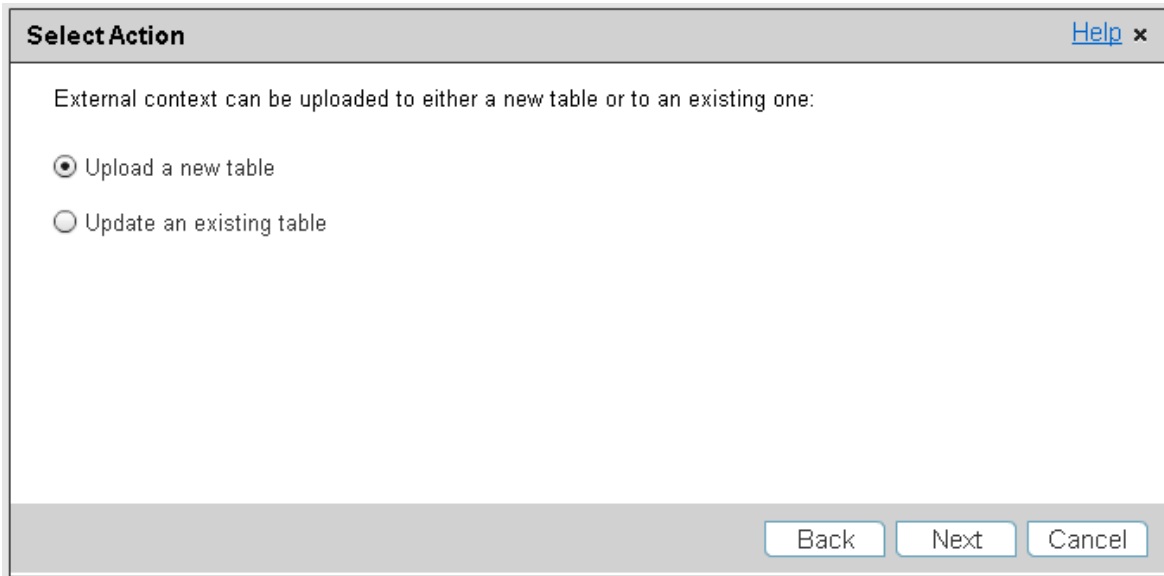 Select Action
Help ×
External context can be uploaded to either a new table or to an existing one:
Upload a new table
Update an existing table
Back Next Cancel